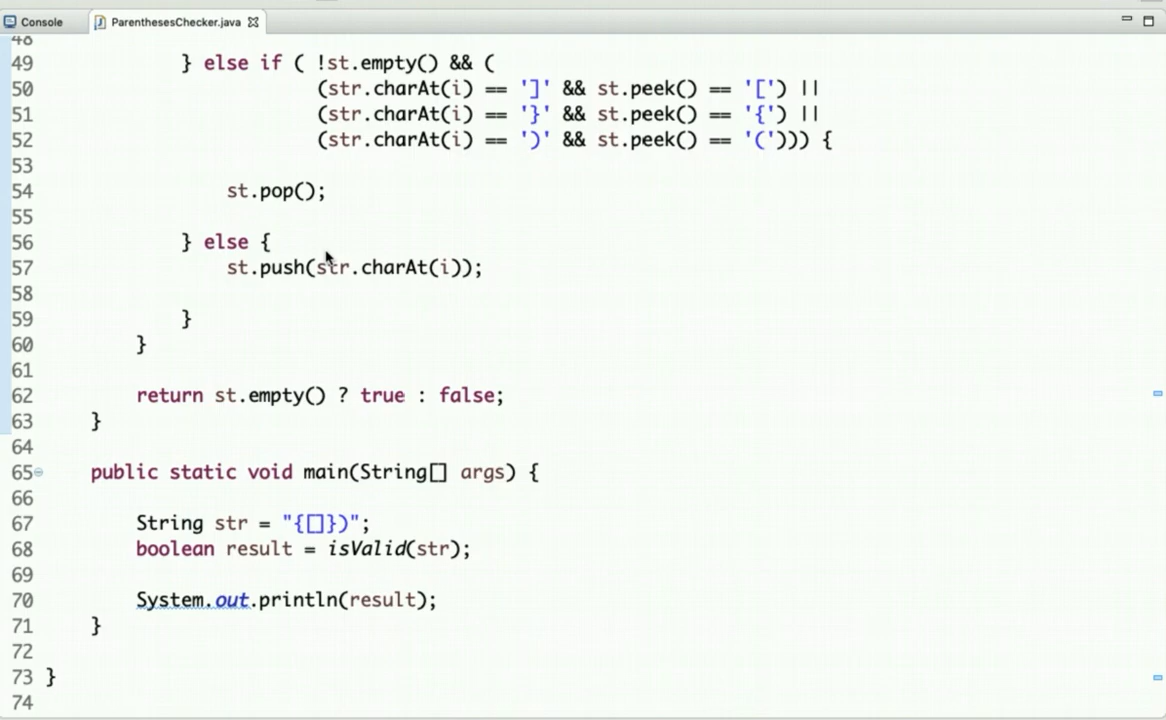 Console ParenthesesChecker.java
48
49 } else if ( !st.empty() && (
50 (str.charAt(i) == ']' && st.peek() == '[') ||
51 (str.charAt(i) == '}' && st.peek() == '{') ||
52 (str.charAt(i) == ')' && st.peek() == '('))) {
53
54 st.pop();
55
56 } else {
57 st.push(str.charAt(i));
58
59 }
60 }
61
62 return st.empty() ? true : false;
63 }
64
65 public static void main(String[] args) {
66
67 String str = "{[]})";
68 boolean result = isValid(str);
69
70 System.out.println(result);
71 }
72
73 }
74